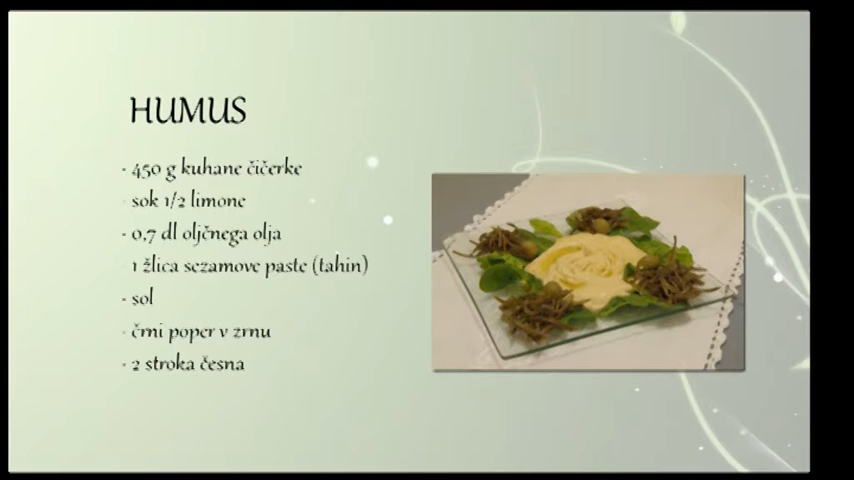 HUMUS
- 450 g kuhane čičerke
- sok 1/2 limone
- 0,7 dl oljčnega olja
- 1 žlica sezamove paste (tahin)
- sol
- črni poper v zrnu
- 2 stroka česna